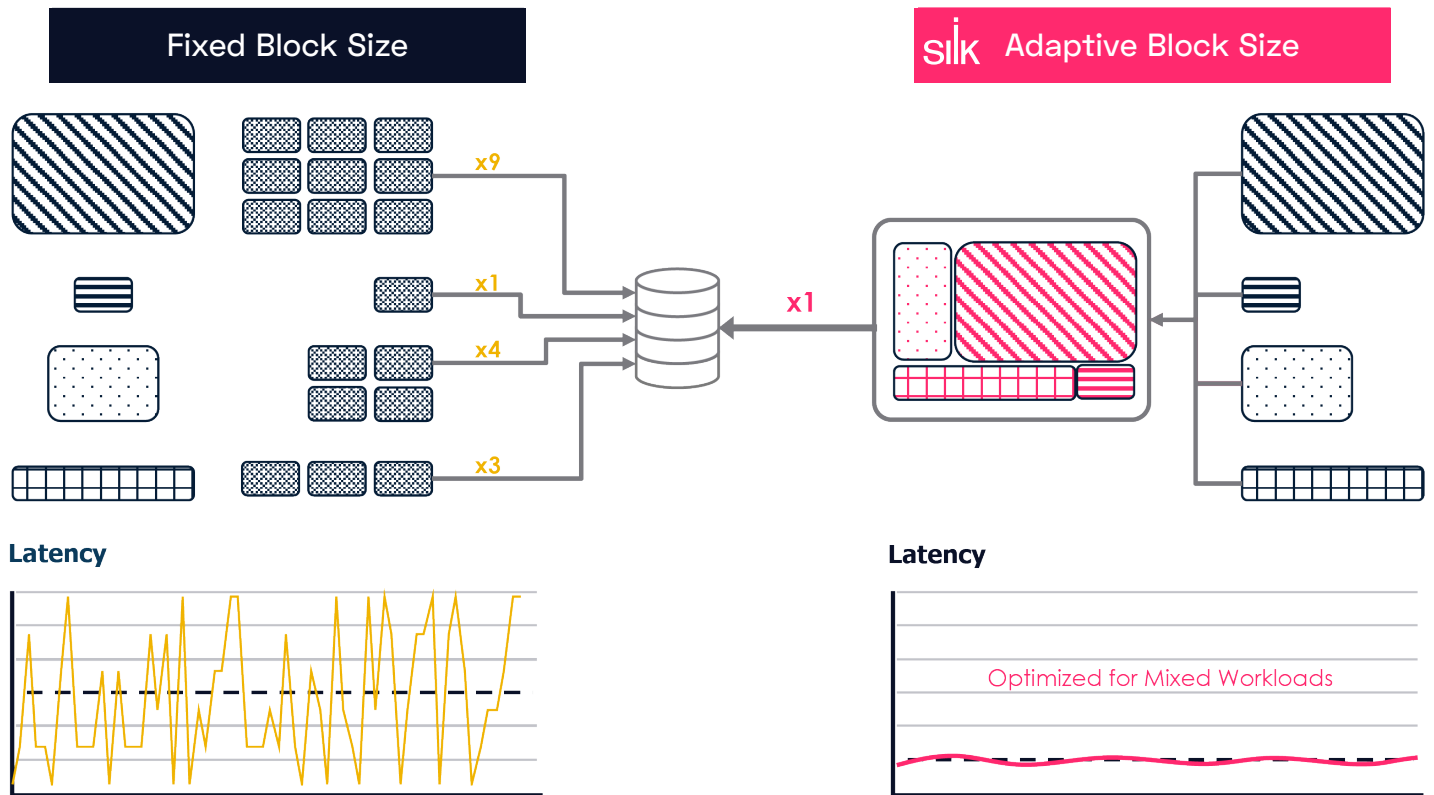 Fixed Block Size
silk Adaptive Block Size
x9
x1
x4
x3
x1
Latency
Latency
Optimized for Mixed Workloads